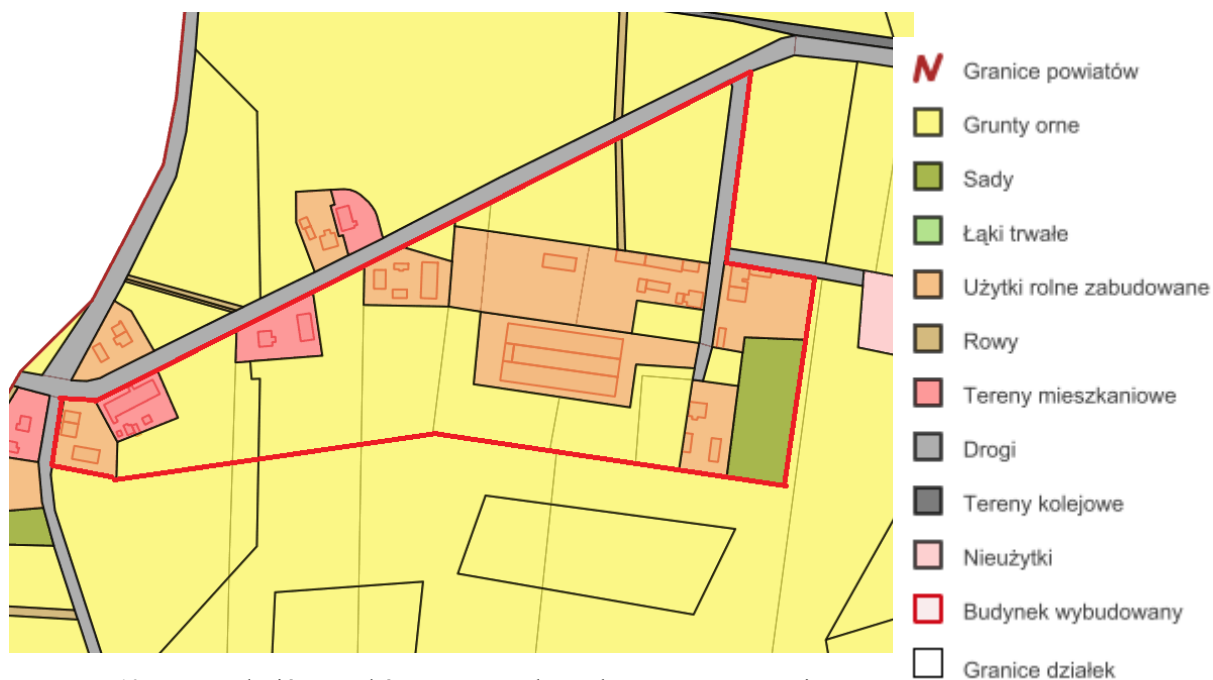 Granice powiatów
Grunty orne
Sady
Łąki trwałe
Użytki rolne zabudowane
Rowy
Tereny mieszkaniowe
Drogi
Tereny kolejowe
Nieużytki
Budynek wybudowany
Granice działek